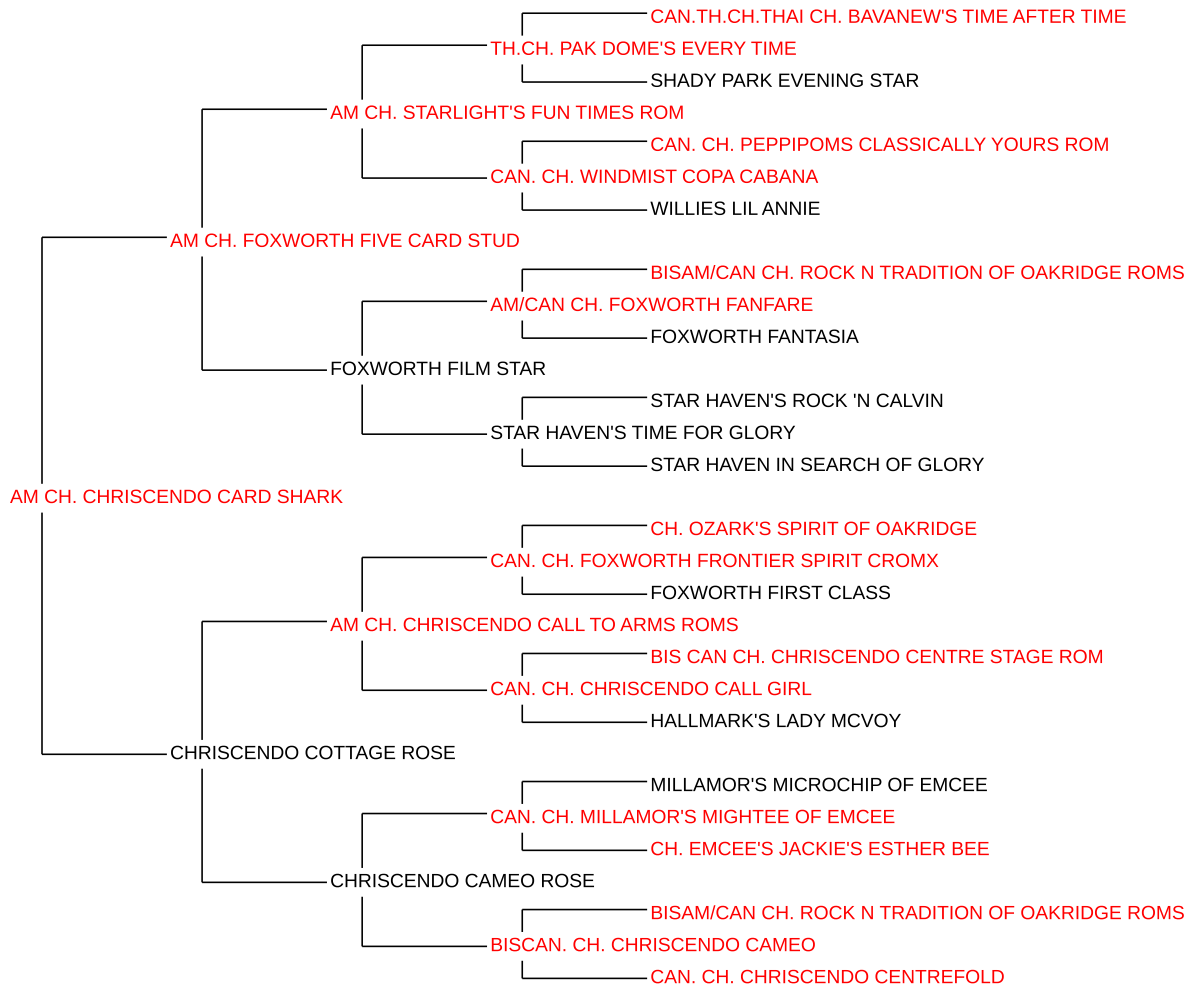 CAN.TH.CH.THAI CH. BAVANEW'S TIME AFTER TIME
TH.CH. PAK DOME'S EVERY TIME
SHADY PARK EVENING STAR
AM CH. STARLIGHT'S FUN TIMES ROM
CAN. CH. PEPPIPOMS CLASSICALLY YOURS ROM
CAN. CH. WINDMIST COPA CABANA
WILLIES LIL ANNIE
AM CH. FOXWORTH FIVE CARD STUD
BISAM/CAN CH. ROCK N TRADITION OF OAKRIDGE ROMS
AM/CAN CH. FOXWORTH FANFARE
FOXWORTH FANTASIA
FOXWORTH FILM STAR
STAR HAVEN'S ROCK 'N CALVIN
STAR HAVEN'S TIME FOR GLORY
STAR HAVEN IN SEARCH OF GLORY
AM CH. CHRISCENDO CARD SHARK
CH. OZARK'S SPIRIT OF OAKRIDGE
CAN. CH. FOXWORTH FRONTIER SPIRIT CROMX
FOXWORTH FIRST CLASS
AM CH. CHRISCENDO CALL TO ARMS ROMS
BIS CAN CH. CHRISCENDO CENTRE STAGE ROM
CAN. CH. CHRISCENDO CALL GIRL
HALLMARK'S LADY MCVOY
CHRISCENDO COTTAGE ROSE
MILLAMOR'S MICROCHIP OF EMCEE
CAN. CH. MILLAMOR'S MIGHTEE OF EMCEE
CH. EMCEE'S JACKIE'S ESTHER BEE
CHRISCENDO CAMEO ROSE
BISAM/CAN CH. ROCK N TRADITION OF OAKRIDGE ROMS
BISCAN. CH. CHRISCENDO CAMEO
CAN. CH. CHRISCENDO CENTREFOLD